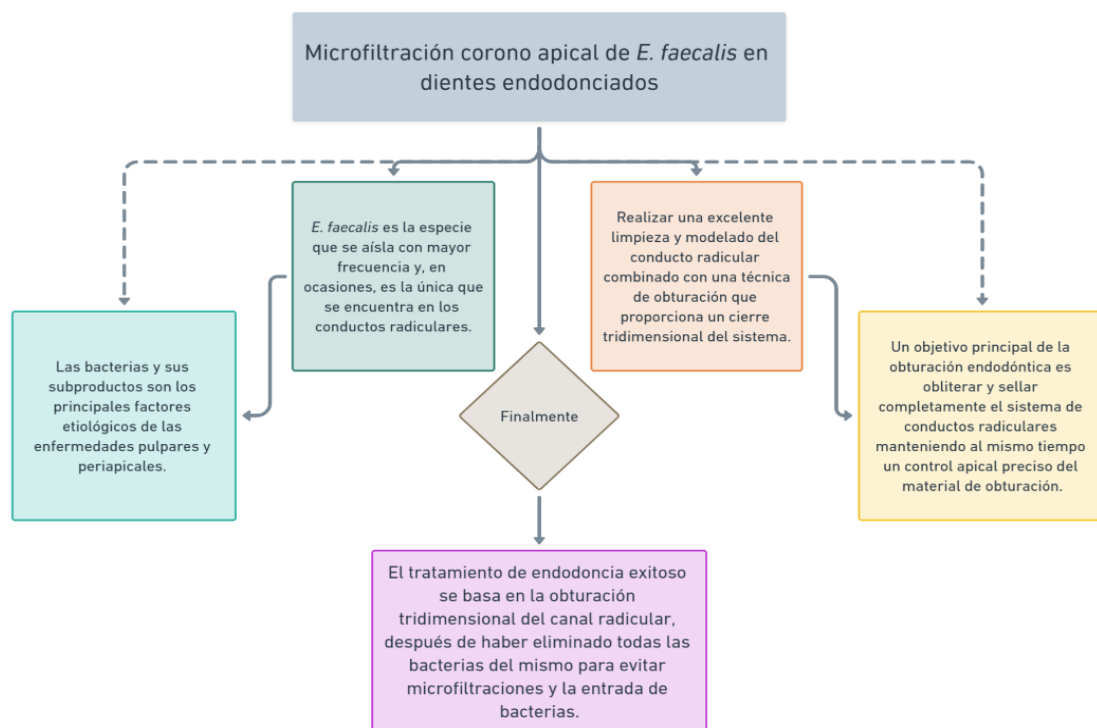 Microfiltración corono apical de E. faecalis en
dientes endodonciados
E. faecalis es la especie
que se aísla con mayor
frecuencia y, en
ocasiones, es la única que
se encuentra en los
conductos radiculares.
Realizar una excelente
limpieza y modelado del
conducto radicular
combinado con una técnica
de obturación que
proporciona un cierre
tridimensional del sistema.
Las bacterias y sus
subproductos son los
principales factores
etiológicos de las
enfermedades pulpares y
periapicales.
Un objetivo principal de la
obturación endodóntica es
obliterar y sellar
completamente el sistema de
conductos radiculares
manteniendo al mismo tiempo
un control apical preciso del
material de obturación.
Finalmente
El tratamiento de endodoncia exitoso
se basa en la obturación
tridimensional del canal radicular,
después de haber eliminado todas las
bacterias del mismo para evitar
microfiltraciones y la entrada de
bacterias.